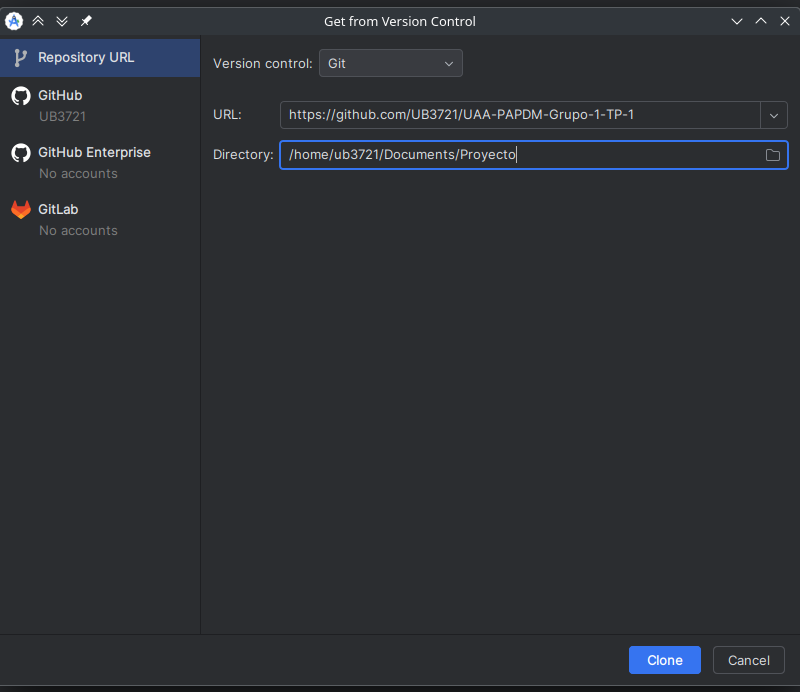 Get from Version Control
Repository URL
GitHub
UB3721
GitHub Enterprise
No accounts
GitLab
No accounts
Version control: Git
URL: https://github.com/UB3721/UAA-PAPDM-Grupo-1-TP-1
Directory: /home/ub3721/Documents/Proyecto
Clone Cancel